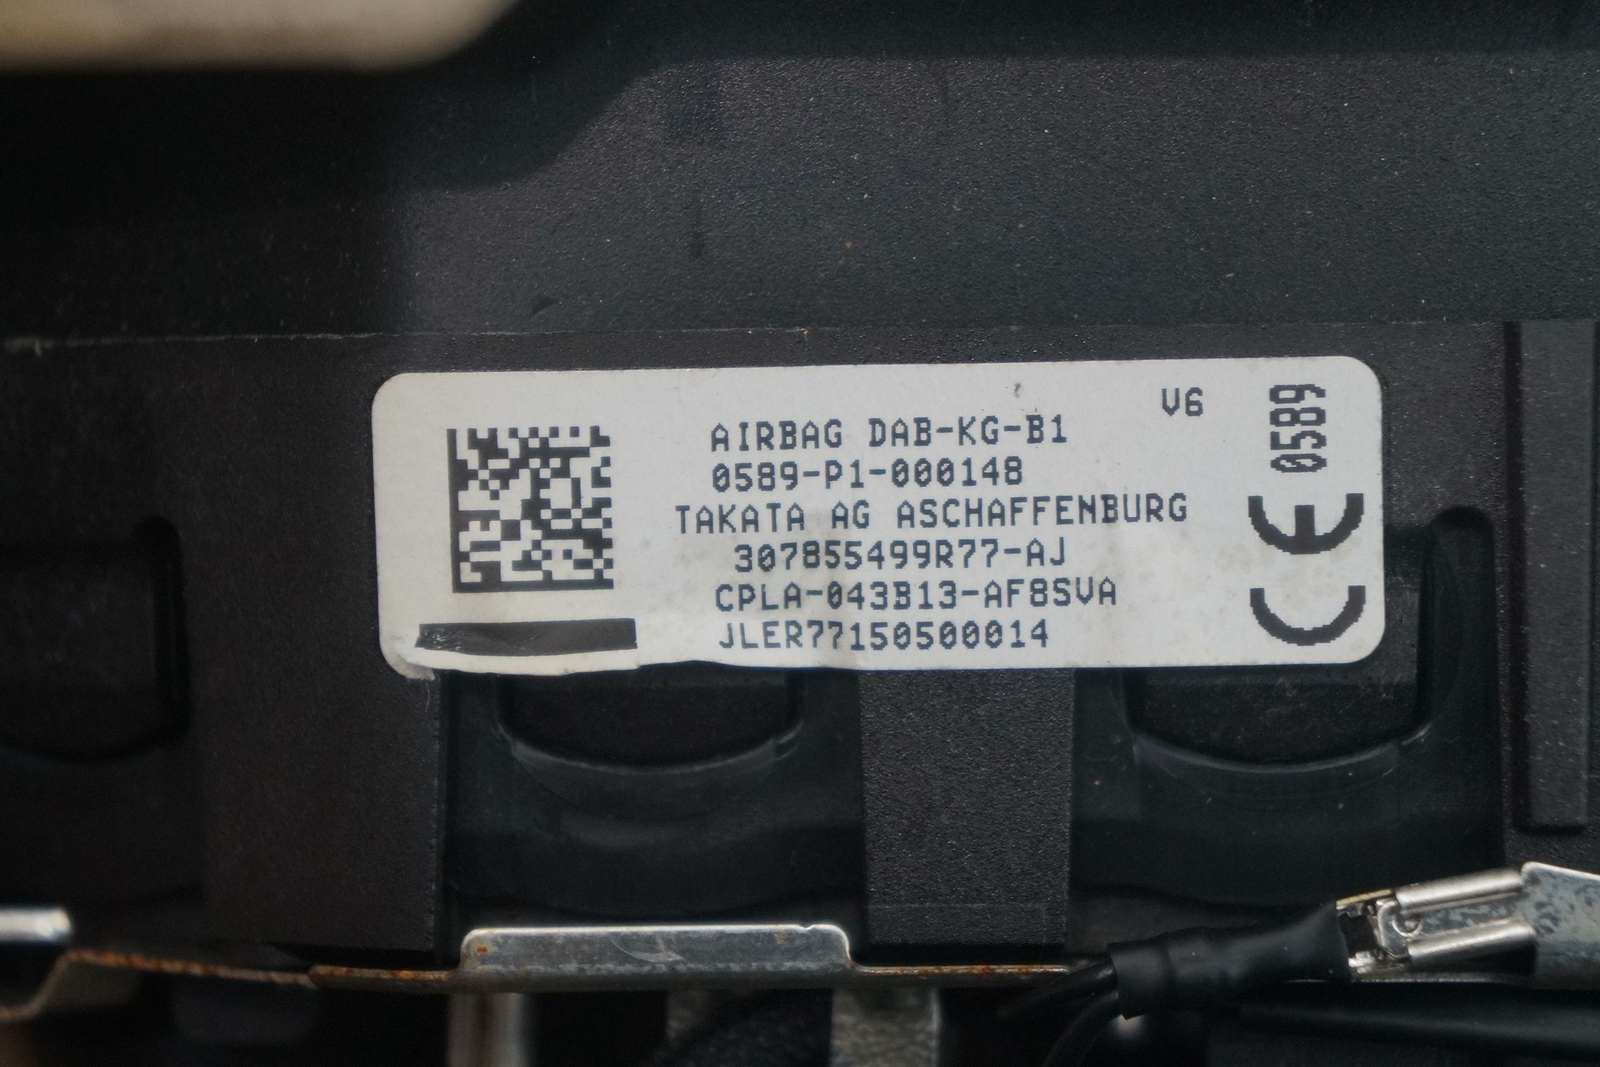 V6
AIRBAG DAB-KG-B1
0589-P1-000148
TAKATA AG ASCHAFFENBURG
307855499R77-AJ
CPLA-043B13-AF8SVA
JLER77150500014
CE 0589